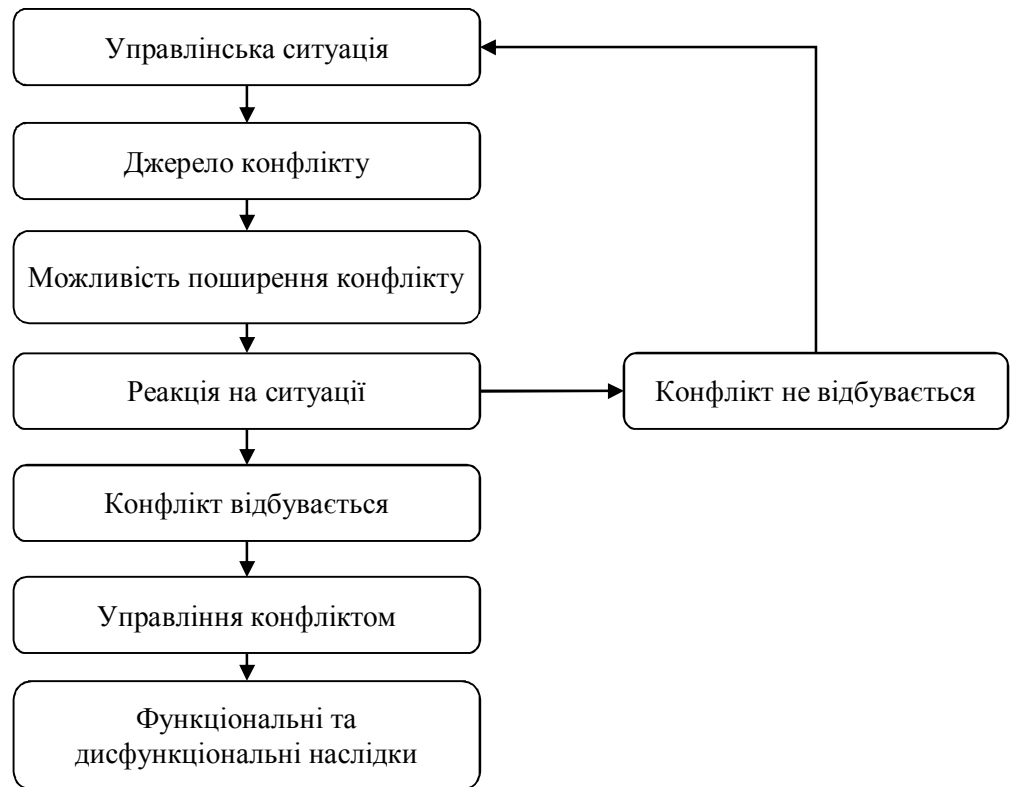 Управлінська ситуація
Джерело конфлікту
Можливість поширення конфлікту
Реакція на ситуації
Конфлікт не відбувається
Конфлікт відбувається
Управління конфліктом
Функціональні та
дисфункціональні наслідки